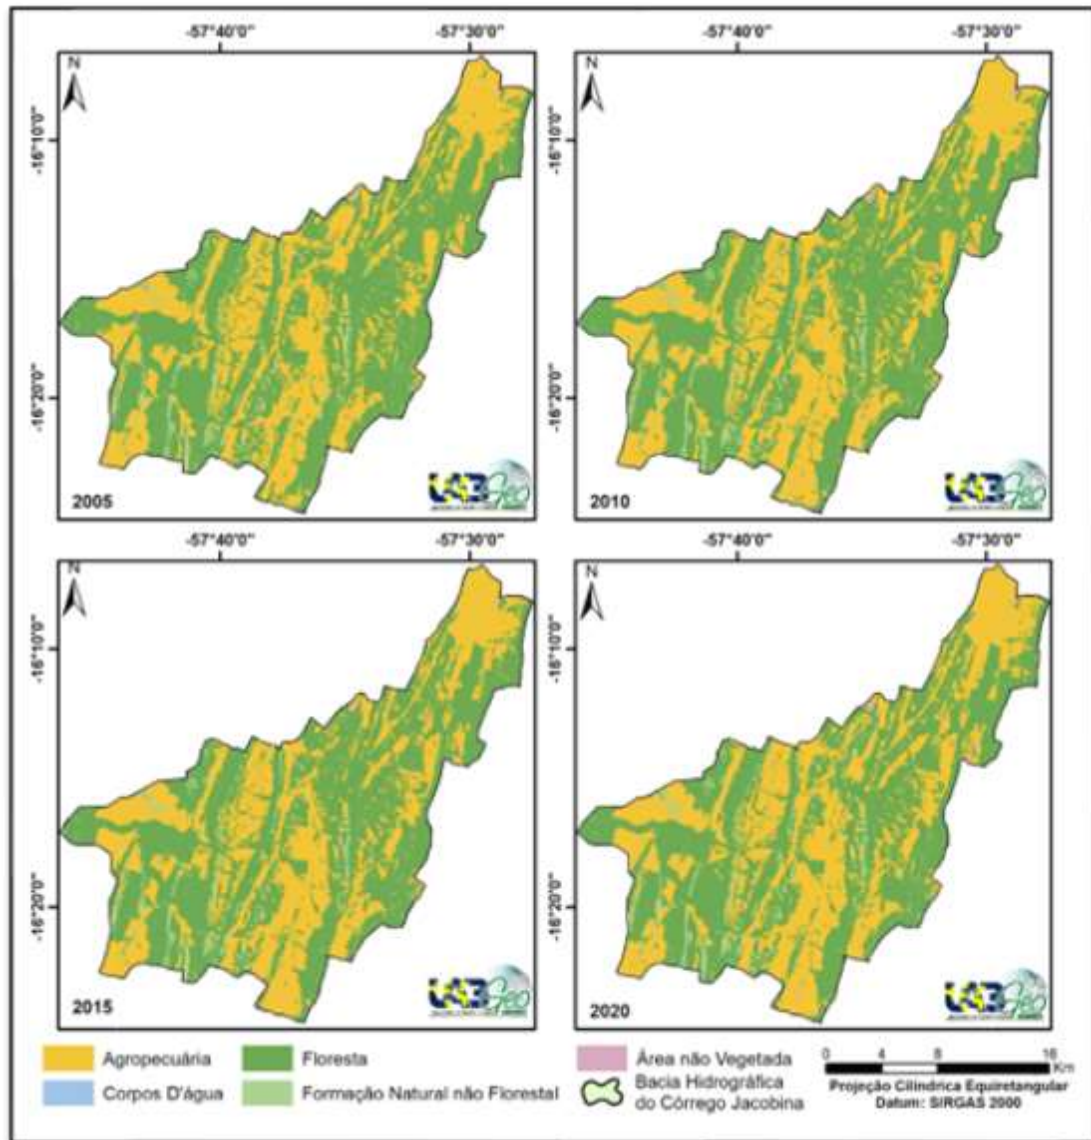 -57°40'0" -57°30'0" -57°40'0" -57°30'0"
N N
-16°10'0" -16°10'0"
-16°20'0" -16°20'0"
2005 2010
-57°40'0" -57°30'0" -57°40'0" -57°30'0"
N N
-16°10'0" -16°10'0"
-16°20'0" -16°20'0"
2015 2020
Agropecuária Floresta Área não Vegetada
Corpos D'água Formação Natural não Florestal Bacia Hidrográfica
do Córrego Jacobina
0 4 8 16
Km
Projeção Cilíndrica Equiretangular
Datum: SIRGAS 2000